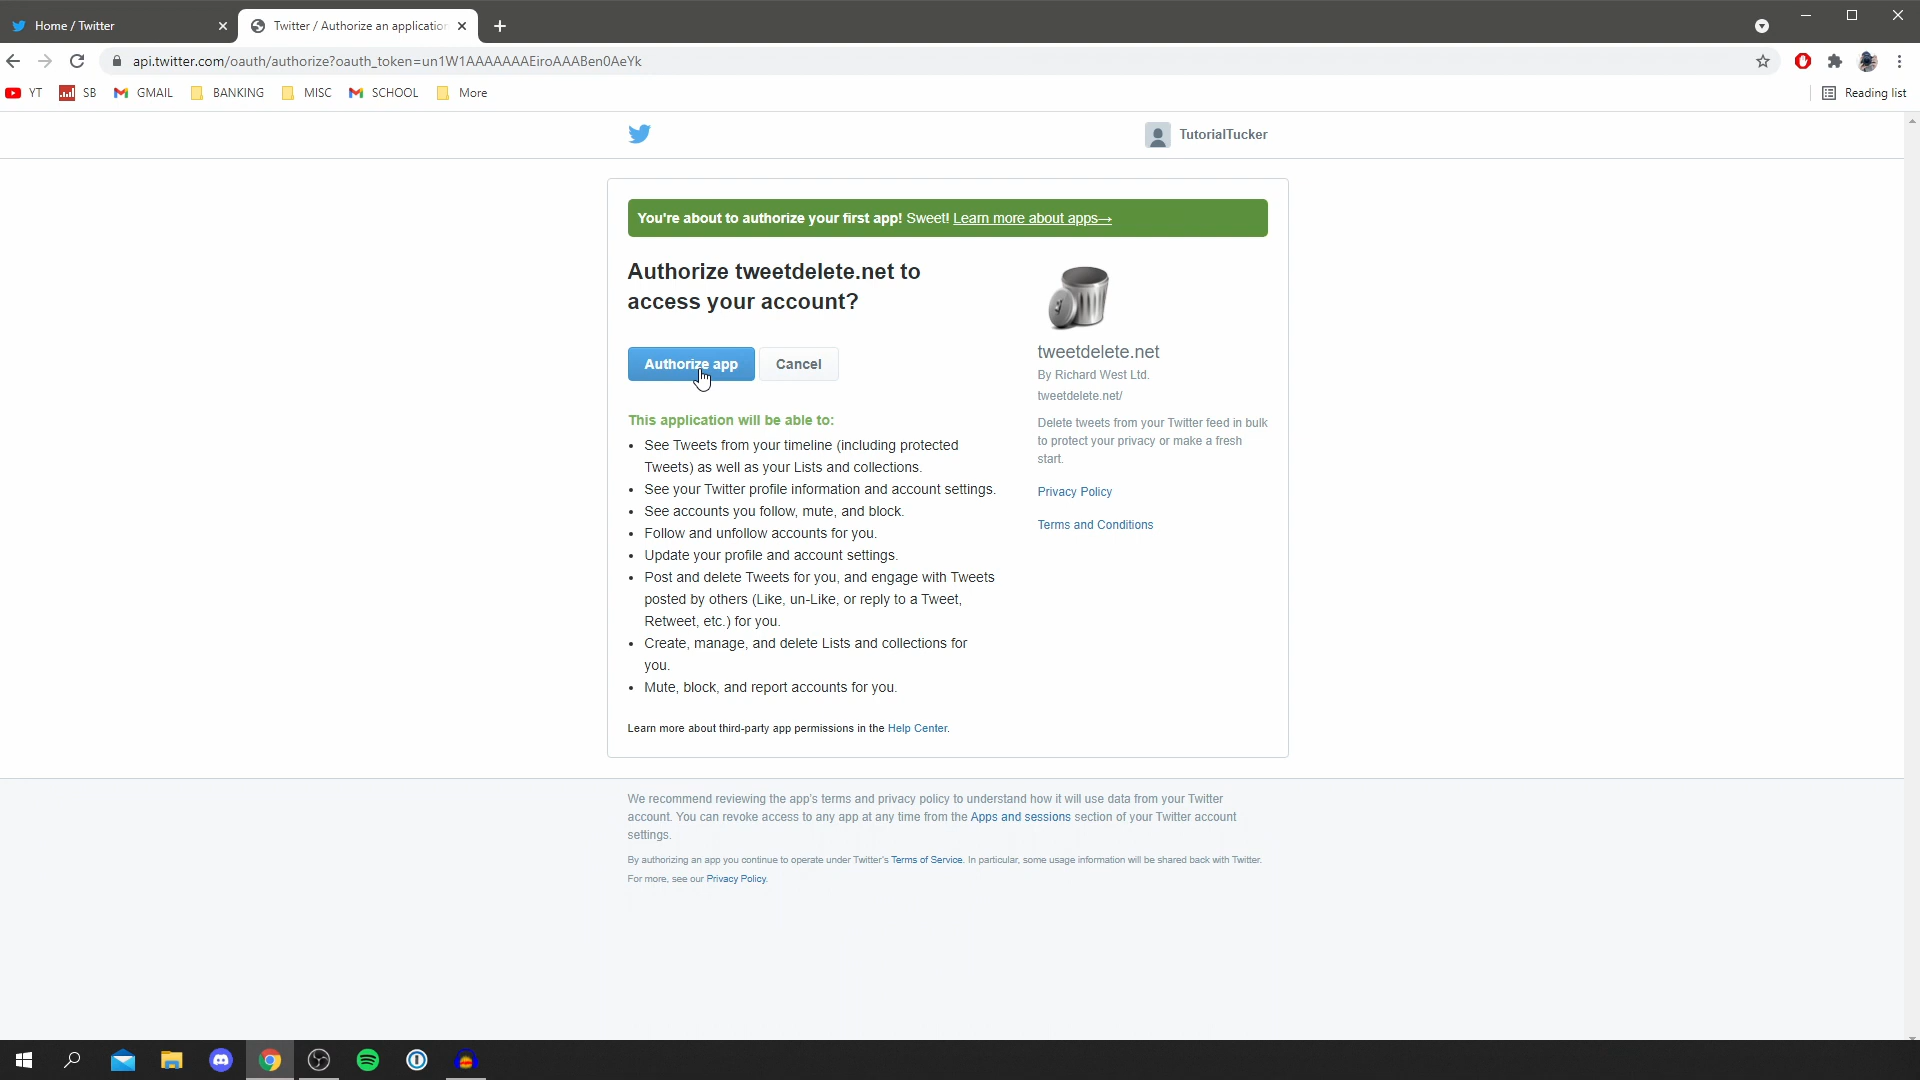 Home / Twitter
Twitter / Authorize an application
api.twitter.com/oauth/authorize?oauth_token=un1W1AAAAAAAEiroAAABen0AeYk
YT
SB
GMAIL
BANKING
MISC
SCHOOL
More
Reading list
TutorialTucker
You're about to authorize your first app! Sweet! Learn more about apps→
Authorize tweetdelete.net to
access your account?
Authorize app
Cancel
This application will be able to:
• See Tweets from your timeline (including protected
Tweets) as well as your Lists and collections.
• See your Twitter profile information and account settings.
• See accounts you follow, mute, and block.
• Follow and unfollow accounts for you.
• Update your profile and account settings.
• Post and delete Tweets for you, and engage with Tweets
posted by others (Like, un-Like, or reply to a Tweet,
Retweet, etc.) for you.
• Create, manage, and delete Lists and collections for
you.
• Mute, block, and report accounts for you.
Learn more about third-party app permissions in the Help Center.
tweetdelete.net
By Richard West Ltd.
tweetdelete.net/
Delete tweets from your Twitter feed in bulk
to protect your privacy or make a fresh
start.
Privacy Policy
Terms and Conditions
We recommend reviewing the app's terms and privacy policy to understand how it will use data from your Twitter
account. You can revoke access to any app at any time from the Apps and sessions section of your Twitter account
settings.
By authorizing an app you continue to operate under Twitter's Terms of Service. In particular, some usage information will be shared back with Twitter.
For more, see our Privacy Policy.